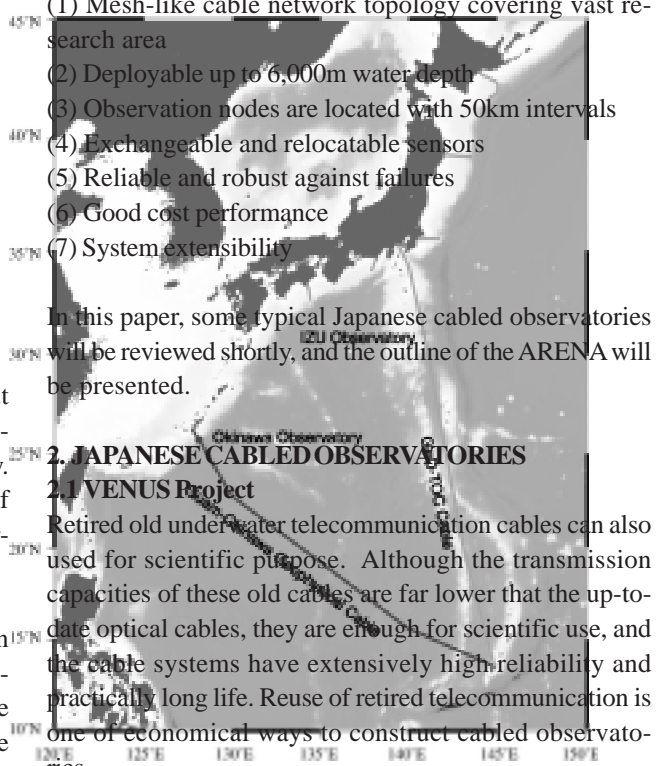 (1) Mesh-like cable network topology covering vast re-
search area
(2) Deployable up to 6,000m water depth
(3) Observation nodes are located with 50km intervals
(4) Exchangeable and relocatable sensors
(5) Reliable and robust against failures
(6) Good cost performance
(7) System extensibility
In this paper, some typical Japanese cabled observatories
will be reviewed shortly, and the outline of the ARENA will
be presented.
2. JAPANESE CABLED OBSERVATORIES
2.1 VENUS Project
Retired old underwater telecommunication cables can also
used for scientific purpose. Although the transmission
capacities of these old cables are far lower that the up-to-
date optical cables, they are enough for scientific use, and
the cable systems have extensively high reliability and
practically long life. Reuse of retired telecommunication is
one of economical ways to construct cabled observato-
ries.
45°N
40°N
35°N
30°N
25°N
20°N
15°N
10°N
120°E 125°E 130°E 135°E 140°E 145°E 150°E
IZU Observatory
Okinawa Observatory
TOC Cable
Okinawa Cable